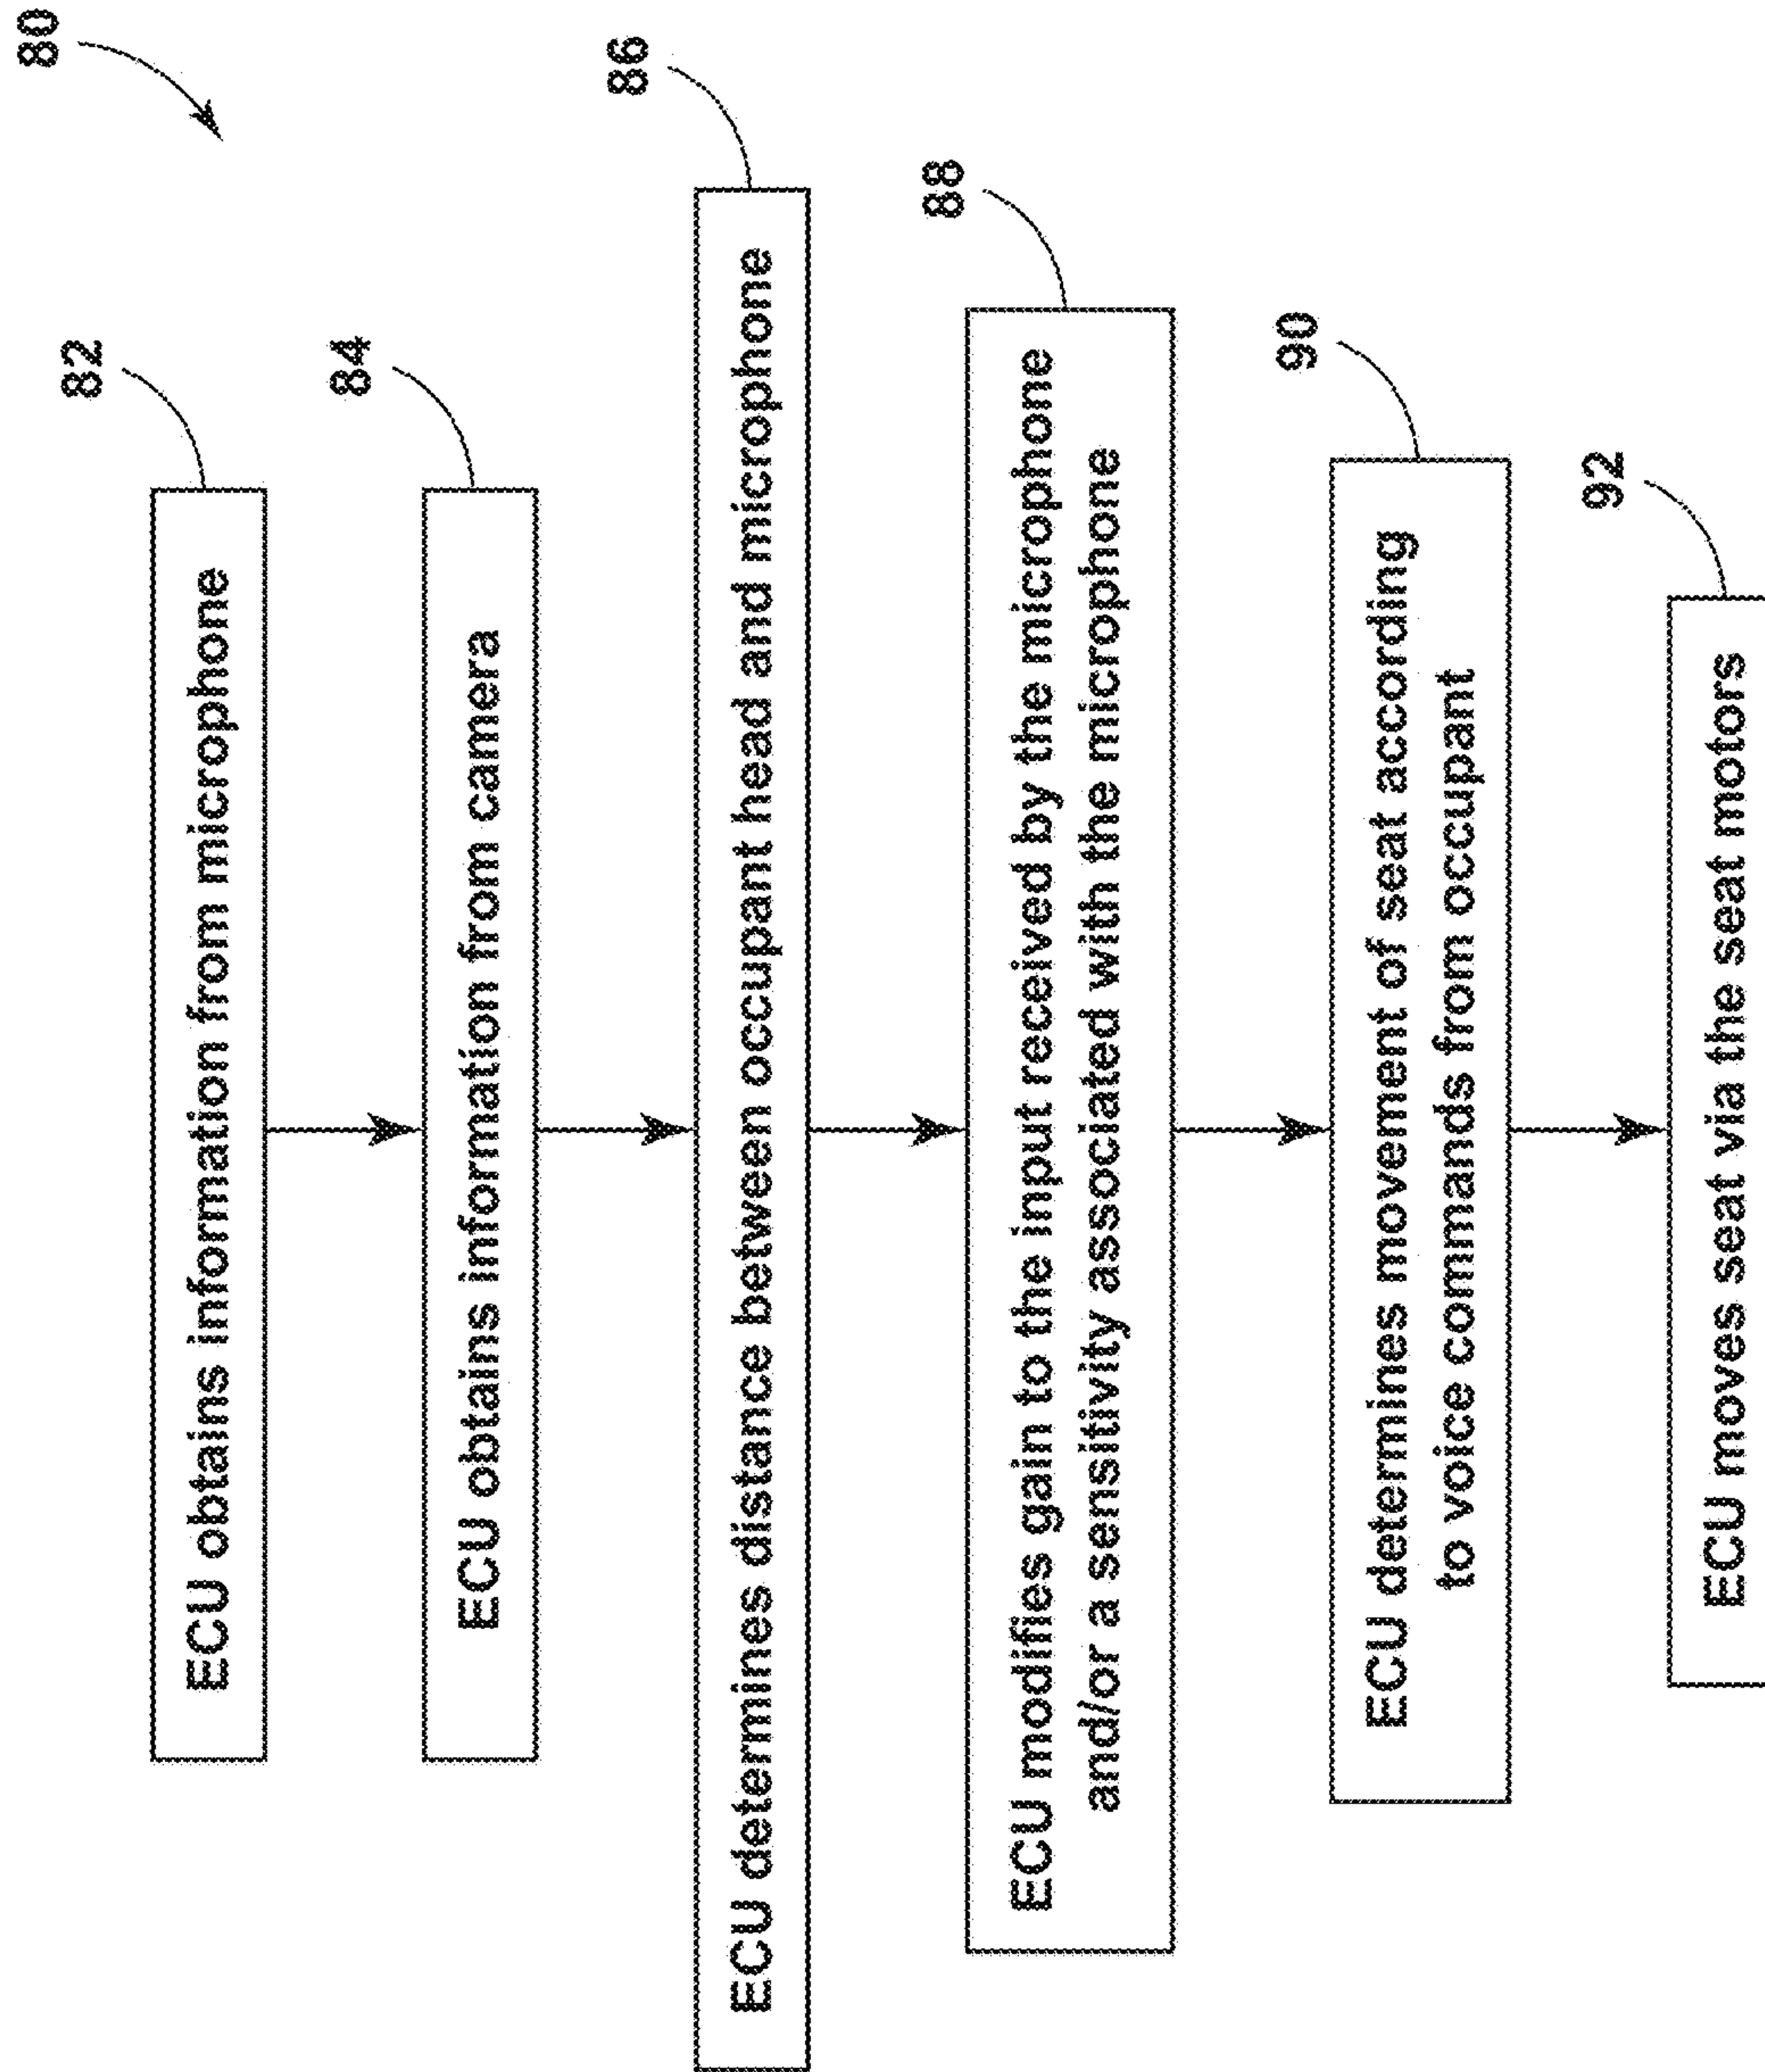 80
82
ECU obtains information from microphone
84
ECU obtains information from camera
86
ECU determines distance between occupant head and microphone
88
ECU modifies gain to the input received by the microphone
and/or a sensitivity associated with the microphone
90
ECU determines movement of seat according
to voice commands from occupant
92
ECU moves seat via the seat motors